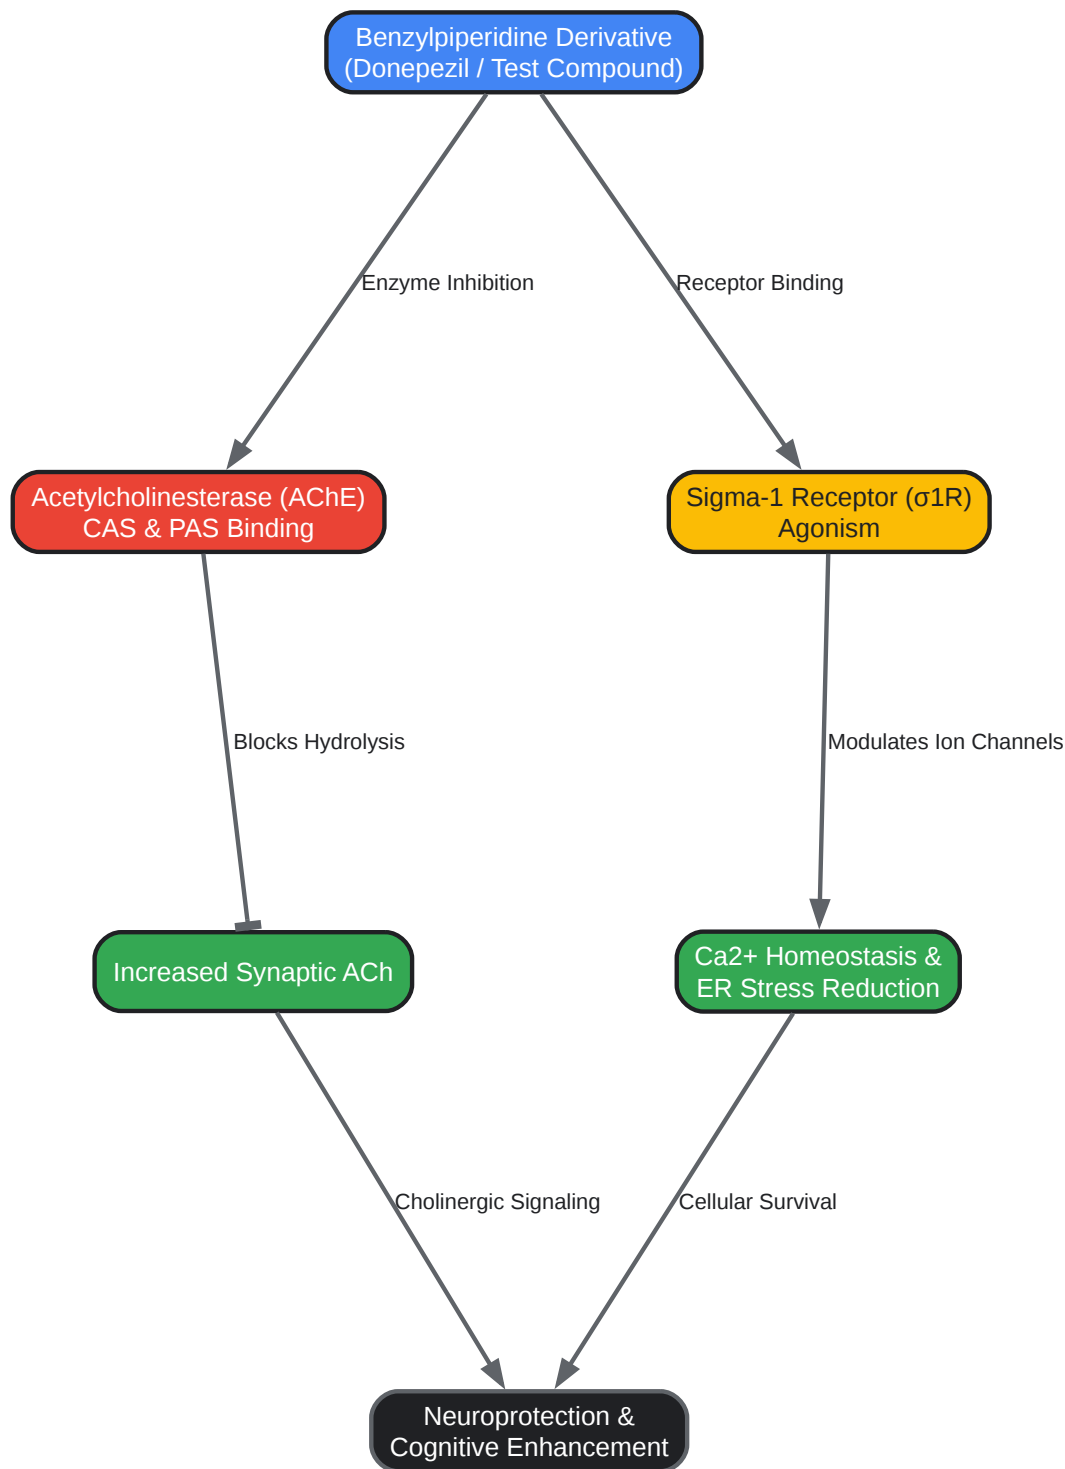 Benzylpiperidine Derivative
(Donepezil / Test Compound)
Enzyme Inhibition
Receptor Binding
Acetylcholinesterase (AChE)
CAS & PAS Binding
Sigma-1 Receptor (σ1R)
Agonism
Blocks Hydrolysis
Modulates Ion Channels
Increased Synaptic ACh
Ca2+ Homeostasis &
ER Stress Reduction
Cholinergic Signaling
Cellular Survival
Neuroprotection &
Cognitive Enhancement